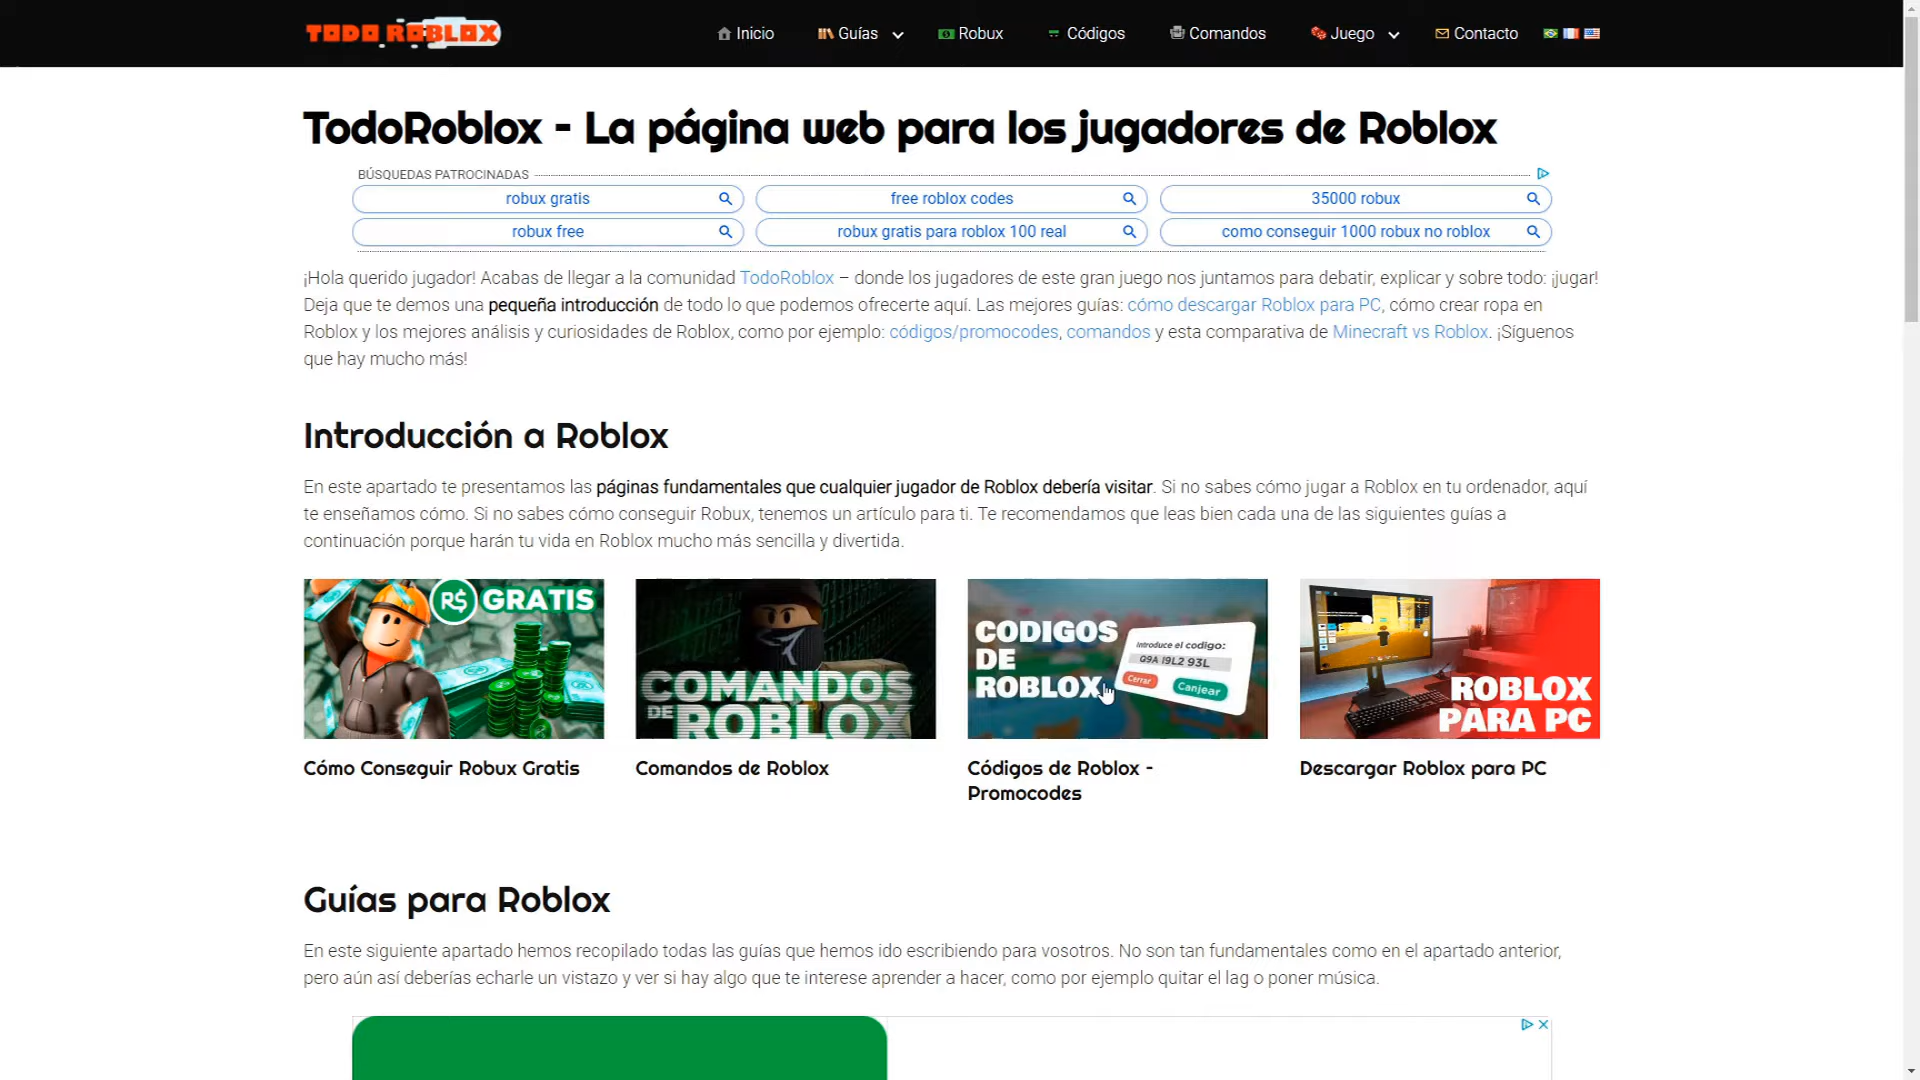 TODO ROBLOX
Inicio
Guías
Robux
Códigos
Comandos
Juego
Contacto
TodoRoblox - La página web para los jugadores de Roblox
BÚSQUEDAS PATROCINADAS
robux gratis
free roblox codes
35000 robux
robux free
robux gratis para roblox 100 real
como conseguir 1000 robux no roblox
¡Hola querido jugador! Acabas de llegar a la comunidad TodoRoblox – donde los jugadores de este gran juego nos juntamos para debatir, explicar y sobre todo: ¡jugar!
Deja que te demos una pequeña introducción de todo lo que podemos ofrecerte aquí. Las mejores guías: cómo descargar Roblox para PC, cómo crear ropa en
Roblox y los mejores análisis y curiosidades de Roblox, como por ejemplo: códigos/promocodes, comandos y esta comparativa de Minecraft vs Roblox. ¡Síguenos
que hay mucho más!
Introducción a Roblox
En este apartado te presentamos las páginas fundamentales que cualquier jugador de Roblox debería visitar. Si no sabes cómo jugar a Roblox en tu ordenador, aquí
te enseñamos cómo. Si no sabes cómo conseguir Robux, tenemos un artículo para ti. Te recomendamos que leas bien cada una de las siguientes guías a
continuación porque harán tu vida en Roblox mucho más sencilla y divertida.
R$ GRATIS
COMANDOS
DE ROBLOX
CODIGOS
DE
ROBLOX
Introduce el codigo:
Q9A I9L2 93L
Cerrar
Canjear
ROBLOX
PARA PC
Cómo Conseguir Robux Gratis
Comandos de Roblox
Códigos de Roblox -
Promocodes
Descargar Roblox para PC
Guías para Roblox
En este siguiente apartado hemos recopilado todas las guías que hemos ido escribiendo para vosotros. No son tan fundamentales como en el apartado anterior,
pero aún así deberías echarle un vistazo y ver si hay algo que te interese aprender a hacer, como por ejemplo quitar el lag o poner música.